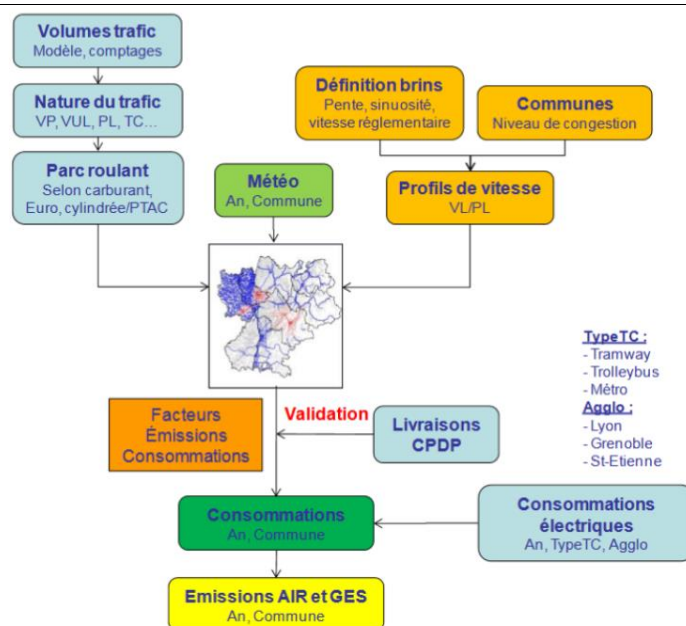 Volumes trafic
Modèle, comptages
Nature du trafic
VP, VUL, PL, TC...
Parc roulant
Selon carburant,
Euro, cylindrée/PTAC
Météo
An, Commune
Définition brins
Pente, sinuosité,
vitesse réglementaire
Communes
Niveau de congestion
Profils de vitesse
VL/PL
TypeTC :
- Tramway
- Trolleybus
- Métro
Agglo :
- Lyon
- Grenoble
- St-Etienne
Facteurs
Émissions
Consommations
Validation
Livraisons
CPDP
Consommations
An, Commune
Consommations
électriques
An, TypeTC, Agglo
Emissions AIR et GES
An, Commune